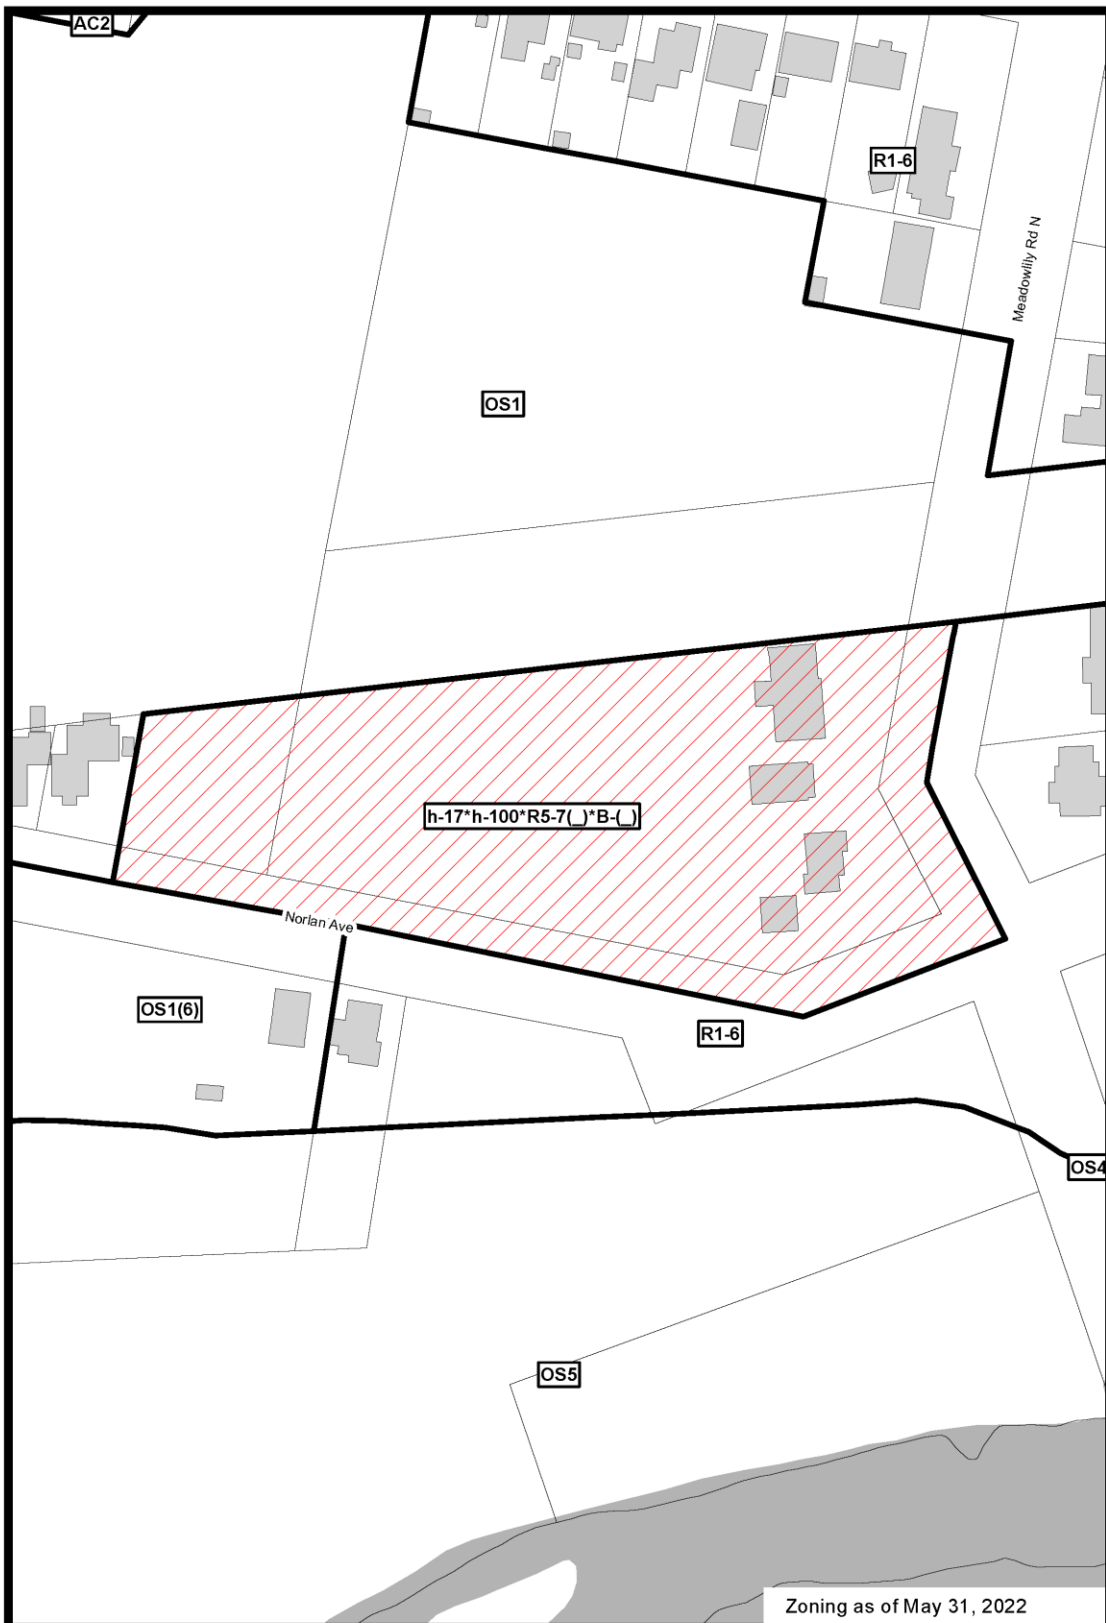 AC2
R1-6
Meadowlily Rd N
OS1
h-17*h-100*R5-7(_)*B-(_)
Norlan Ave
OS1(6)
R1-6
OS4
OS5
Zoning as of May 31, 2022